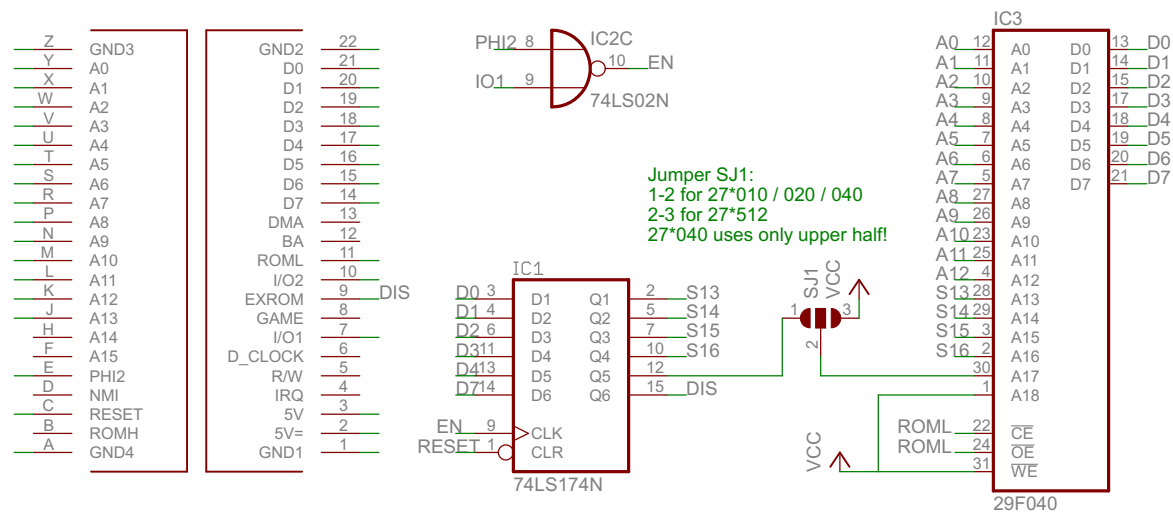 Z GND3
Y A0
X A1
W A2
V A3
U A4
T A5
S A6
R A7
P A8
N A9
M A10
L A11
K A12
J A13
H A14
F A15
E PHI2
D NMI
C RESET
B ROMH
A GND4
GND2 22
D0 21
D1 20
D2 19
D3 18
D4 17
D5 16
D6 15
D7 14
DMA 13
BA 12
ROML 11
I/O2 10
EXROM 9 DIS
GAME 8
I/O1 7
D_CLOCK 6
R/W 5
IRQ 4
5V 3
5V= 2
GND1 1
IC2C
PHI2 8
10 EN
IO1 9
74LS02N
Jumper SJ1:
1-2 for 27*010 / 020 / 040
2-3 for 27*512
27*040 uses only upper half!
IC1
D0 3 D1 Q1 2 S13
D1 4 D2 Q2 5 S14
D2 6 D3 Q3 7 S15
D3 11 D4 Q4 10 S16
D4 13 D5 Q5 12
D7 14 D6 Q6 15 DIS
EN 9 CLK
RESET 1 CLR
74LS174N
SJ1
VCC
1 3
2
VCC
IC3
A0 12 A0 D0 13 D0
A1 11 A1 D1 14 D1
A2 10 A2 D2 15 D2
A3 9 A3 D3 17 D3
A4 8 A4 D4 18 D4
A5 7 A5 D5 19 D5
A6 6 A6 D6 20 D6
A7 5 A7 D7 21 D7
A8 27 A8
A9 26 A9
A10 23 A10
A11 25 A11
A12 4 A12
S13 28 A13
S14 29 A14
S15 3 A15
S16 2 A16
30 A17
1 A18
ROML 22 CE
ROML 24 OE
31 WE
29F040